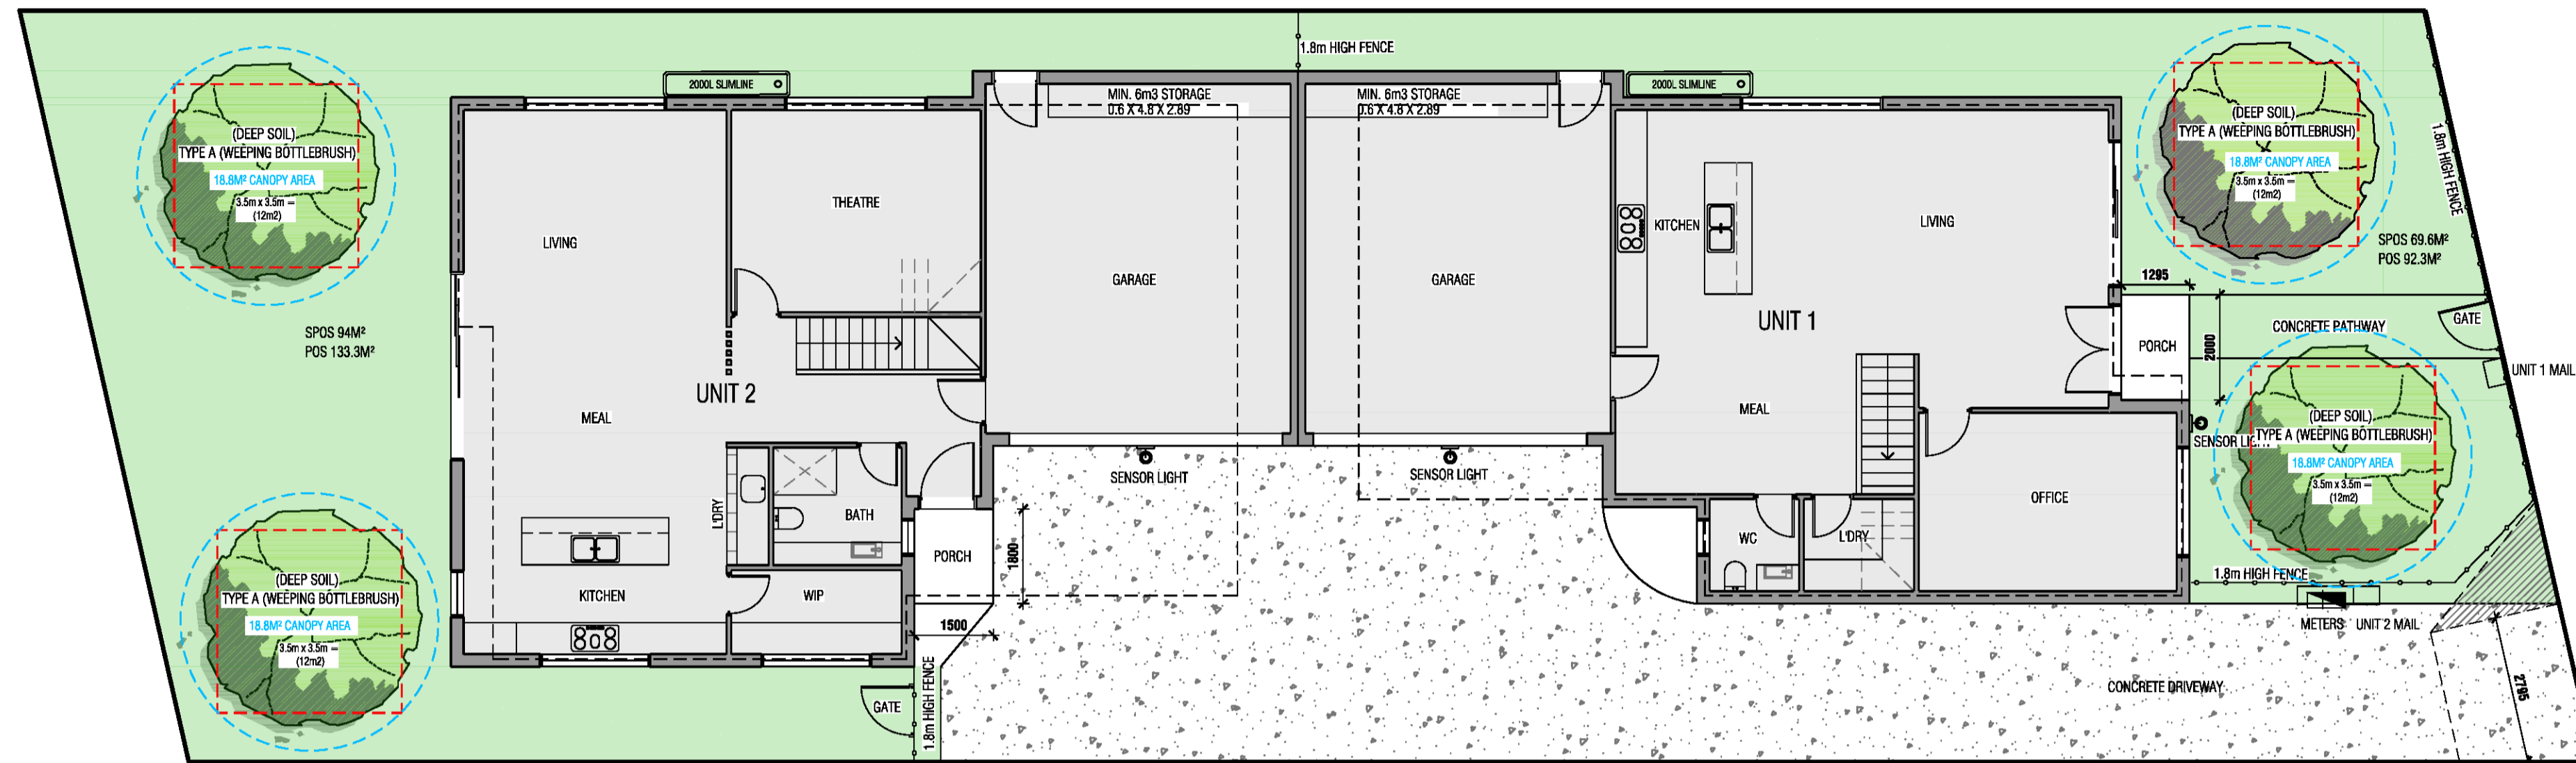 1.8m HIGH FENCE
2000L SLIMLINE
MIN. 6m3 STORAGE
0.6 X 4.8 X 2.89
MIN. 6m3 STORAGE
0.6 X 4.8 X 2.89
2000L SLIMLINE
(DEEP SOIL)
TYPE A (WEEPING BOTTLEBRUSH)
18.8M² CANOPY AREA
3.5m x 3.5m =
(12m2)
THEATRE
LIVING
GARAGE
GARAGE
KITCHEN
LIVING
(DEEP SOIL)
TYPE A (WEEPING BOTTLEBRUSH)
18.8M² CANOPY AREA
3.5m x 3.5m =
(12m2)
1.8m HIGH FENCE
SPOS 69.6M²
POS 92.3M²
1295
SPOS 94M²
POS 133.3M²
UNIT 1
CONCRETE PATHWAY
GATE
PORCH
2000
UNIT 1 MAIL
UNIT 2
MEAL
MEAL
(DEEP SOIL)
TYPE A (WEEPING BOTTLEBRUSH)
18.8M² CANOPY AREA
3.5m x 3.5m =
(12m2)
SENSOR LIGHT
SENSOR LIGHT
SENSOR LIGHT
L'DRY
BATH
OFFICE
WC
L'DRY
PORCH
1800
(DEEP SOIL)
TYPE A (WEEPING BOTTLEBRUSH)
18.8M² CANOPY AREA
3.5m x 3.5m =
(12m2)
KITCHEN
WIP
1.8m HIGH FENCE
METERS
UNIT 2 MAIL
1500
GATE
1.8m HIGH FENCE
CONCRETE DRIVEWAY
2795